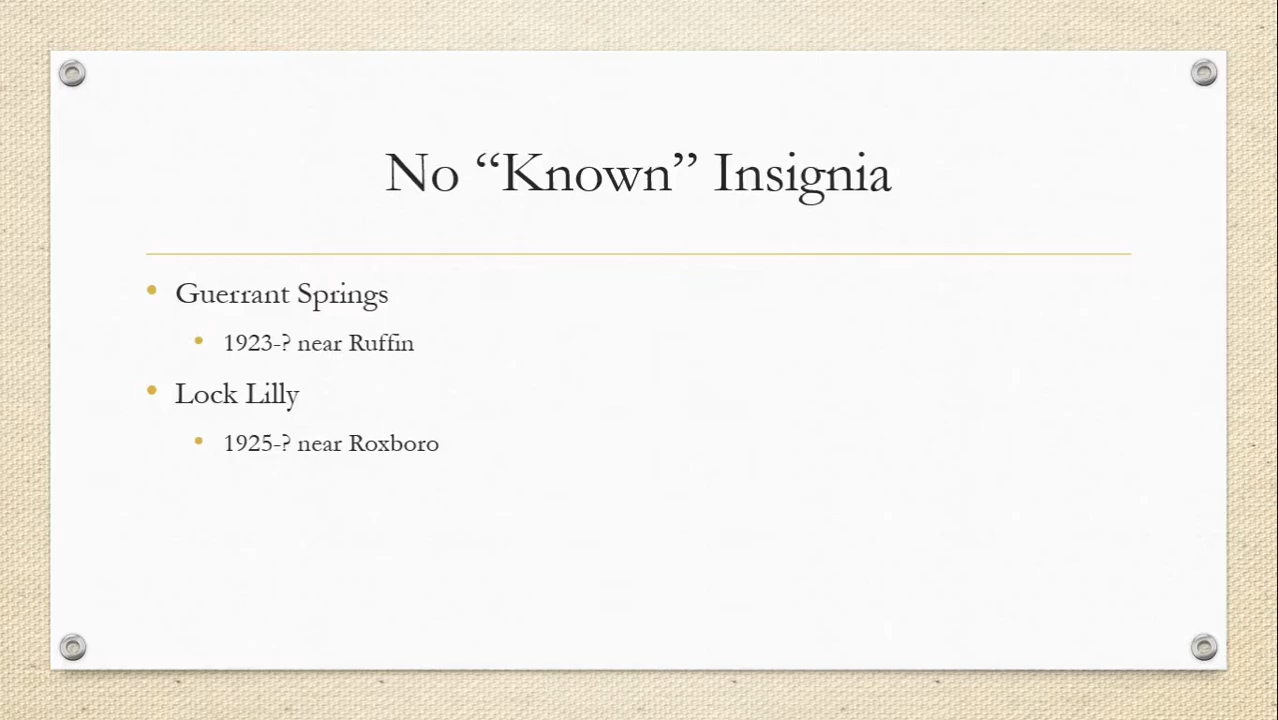 No “Known” Insignia
Guerrant Springs
1923-? near Ruffin
Lock Lilly
1925-? near Roxboro